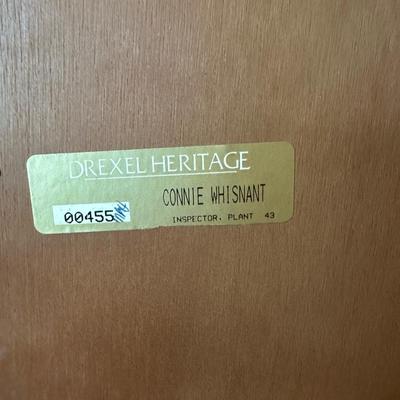 DREXEL HERITAGE
CONNIE WHISNANT
00455
INSPECTOR, PLANT 43